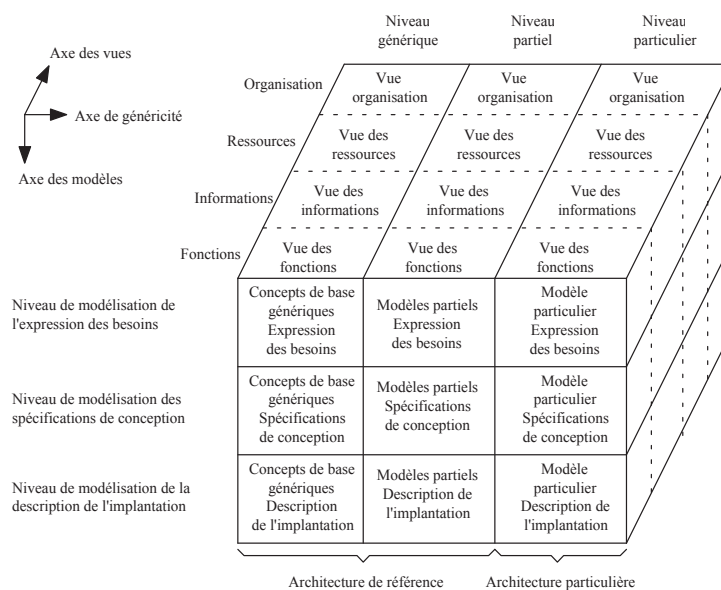 Niveau
générique
Niveau
partiel
Niveau
particulier
Axe des vues
Axe de généricité
Axe des modèles
Organisation
Vue
organisation
Vue
organisation
Vue
organisation
Ressources
Vue des
ressources
Vue des
ressources
Vue des
ressources
Informations
Vue des
informations
Vue des
informations
Vue des
informations
Fonctions
Vue des
fonctions
Vue des
fonctions
Vue des
fonctions
Niveau de modélisation de
l'expression des besoins
Concepts de base
génériques
Expression
des besoins
Modèles partiels
Expression
des besoins
Modèle
particulier
Expression
des besoins
Niveau de modélisation des
spécifications de conception
Concepts de base
génériques
Spécifications
de conception
Modèles partiels
Spécifications
de conception
Modèle
particulier
Spécifications
de conception
Niveau de modélisation de la
description de l'implantation
Concepts de base
génériques
Description
de l'implantation
Modèles partiels
Description de
l'implantation
Modèle
particulier
Description de
l'implantation
Architecture de référence
Architecture particulière